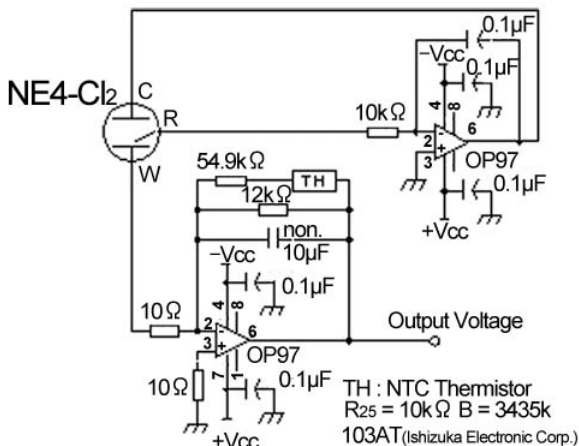 0.1µF
−Vcc
0.1µF
NE4-Cl2
C
R
10kΩ
4
8
6
2
3
OP97
W
54.9kΩ
TH
0.1µF
12kΩ
+Vcc
non.
10µF
−Vcc
0.1µF
4
8
10Ω
2
6
Output Voltage
3
OP97
10Ω
7
1
0.1µF
+Vcc
TH : NTC Thermistor
R25 = 10kΩ B = 3435k
103AT(Ishizuka Electronic Corp.)